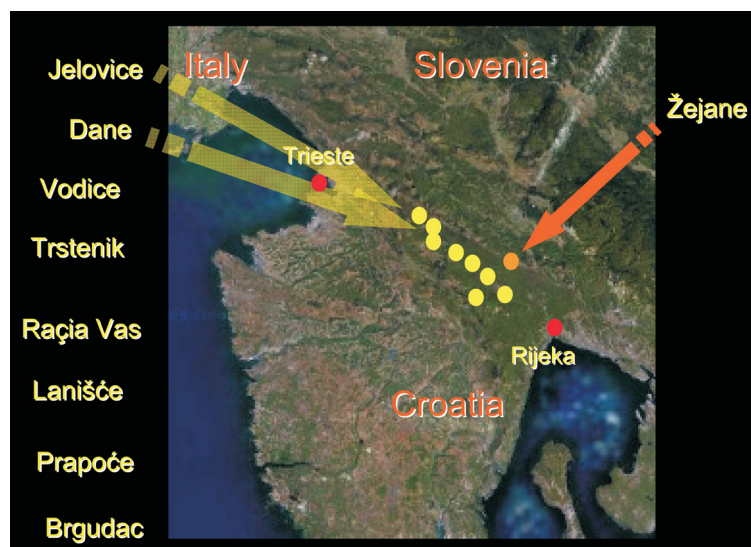 Jelovice
Dane
Vodice
Trstenik
Raçia Vas
Lanišće
Prapoće
Brgudac
Italy
Slovenia
Trieste
Croatia
Rijeka
Žejane